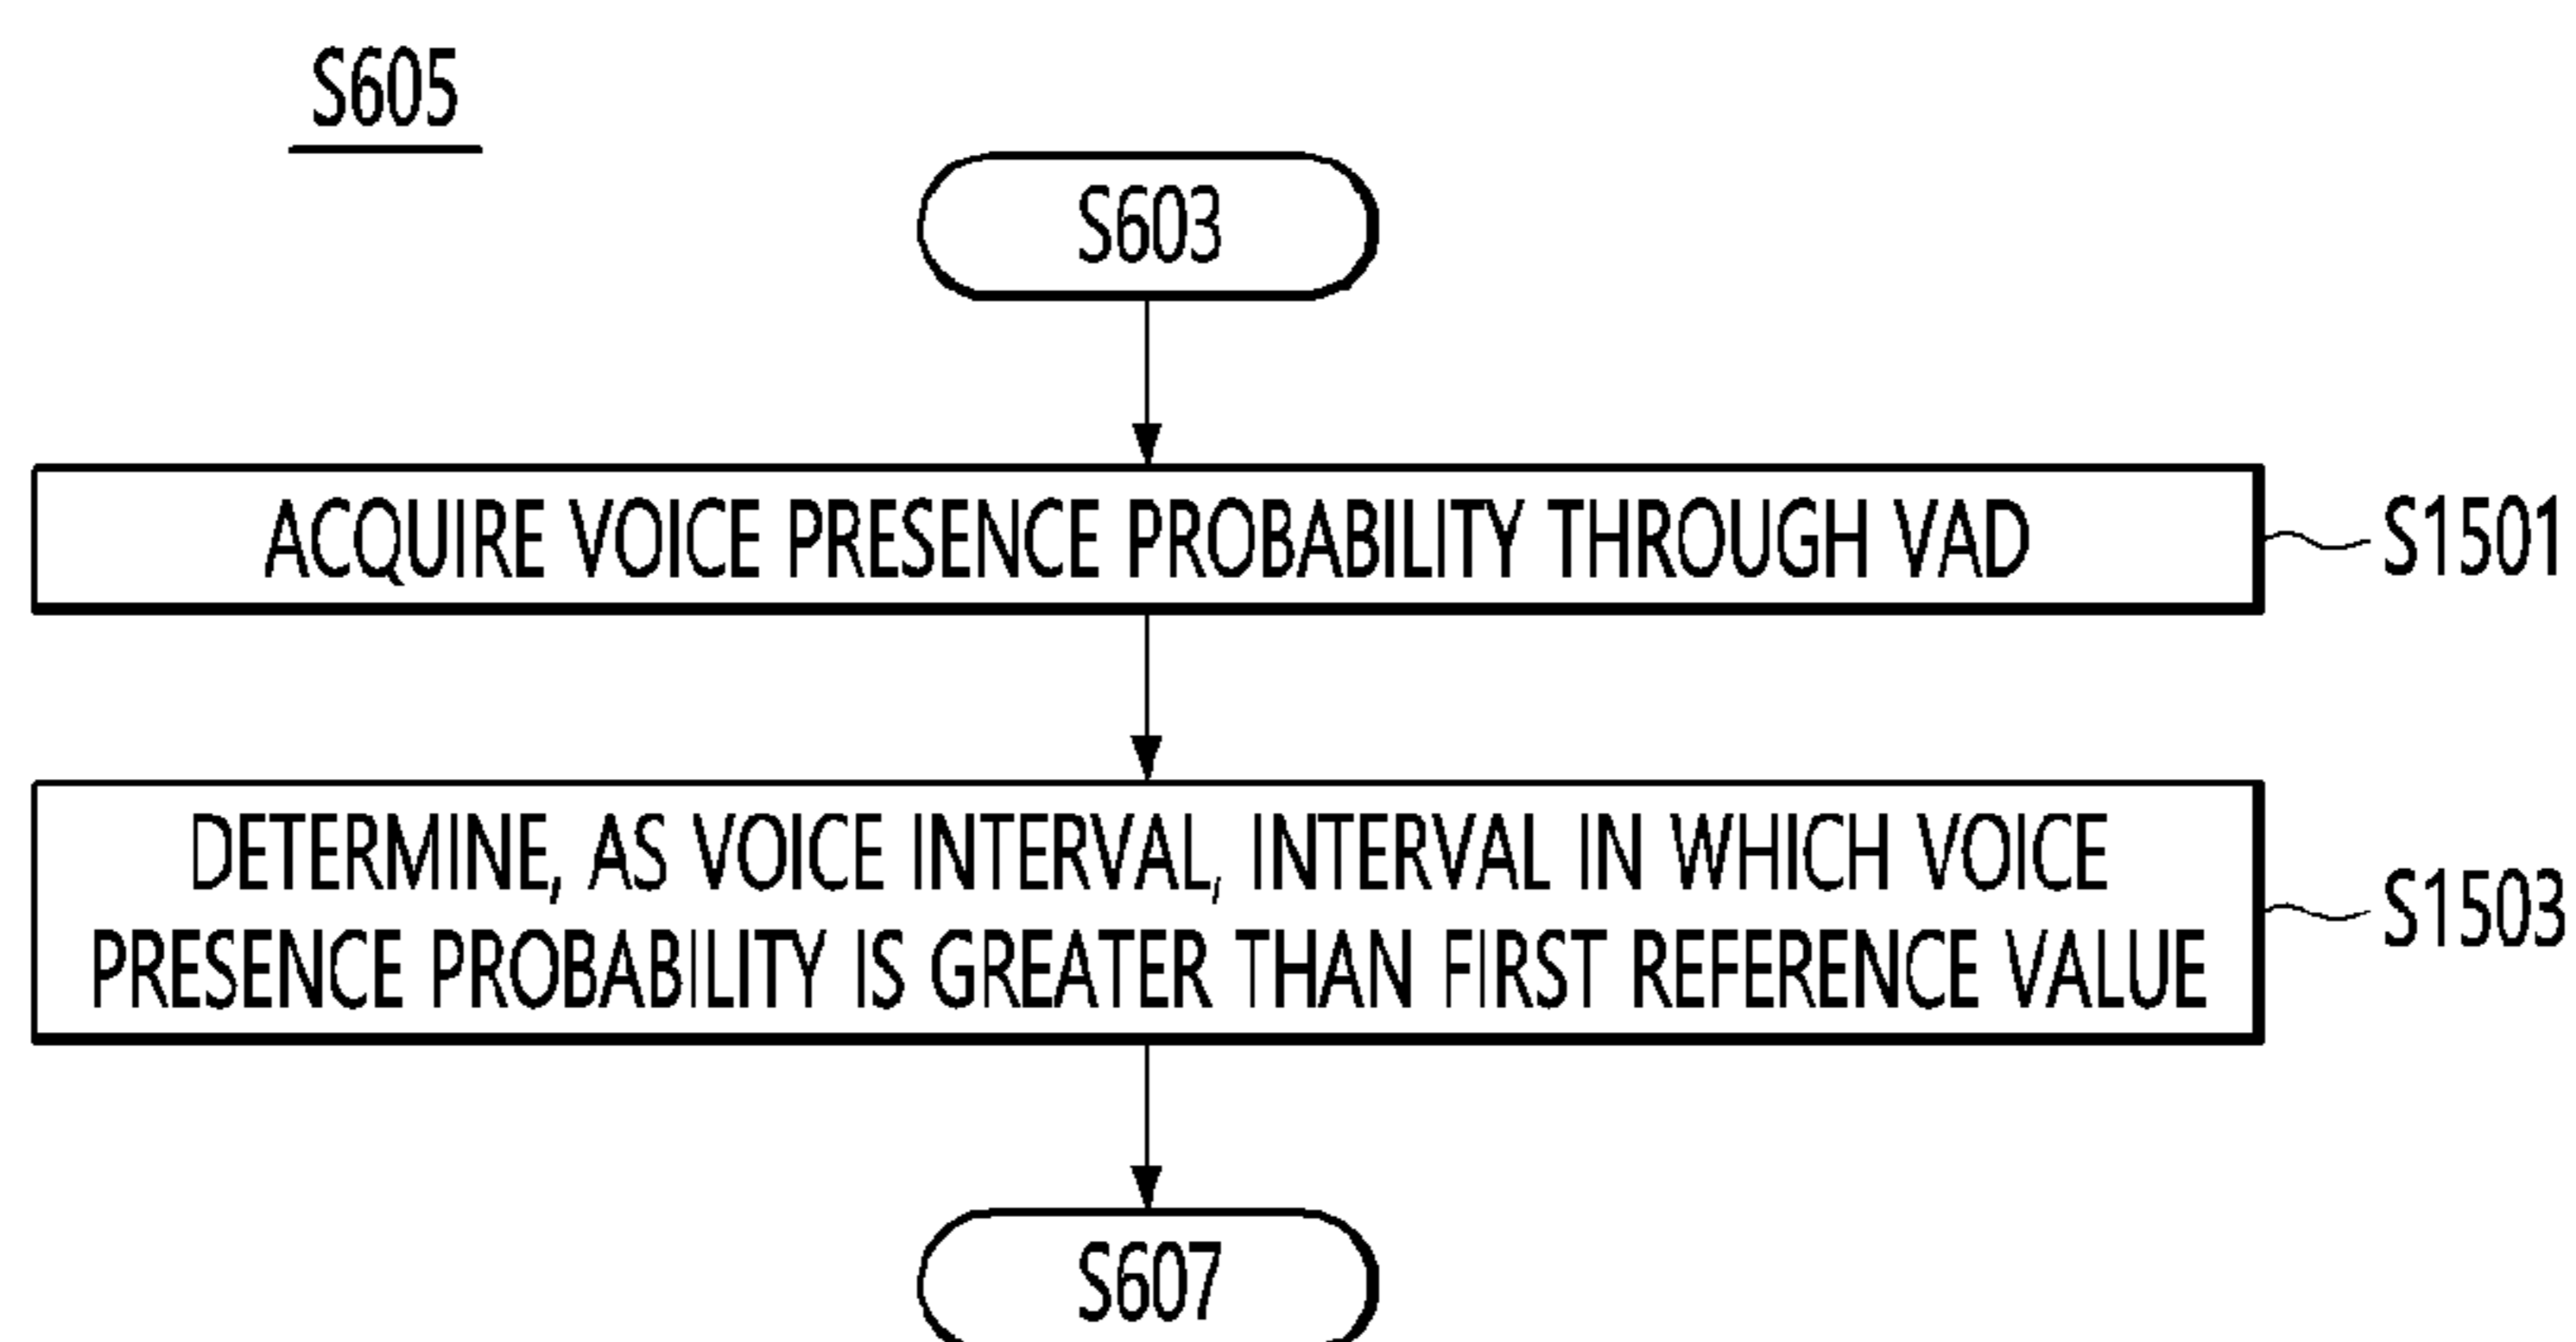 S605
S603
ACQUIRE VOICE PRESENCE PROBABILITY THROUGH VAD
S1501
DETERMINE, AS VOICE INTERVAL, INTERVAL IN WHICH VOICE
PRESENCE PROBABILITY IS GREATER THAN FIRST REFERENCE VALUE
S1503
S607